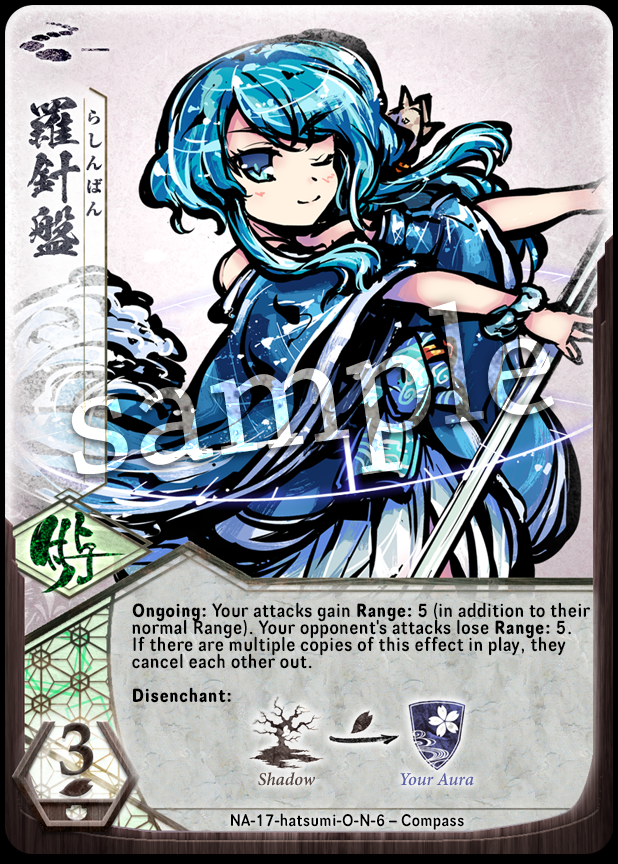 羅針盤
らしんばん
sample
付与
Ongoing: Your attacks gain Range: 5 (in addition to their
normal Range). Your opponent's attacks lose Range: 5.
If there are multiple copies of this effect in play, they
cancel each other out.
Disenchant:
Shadow
Your Aura
3
NA-17-hatsumi-O-N-6 – Compass